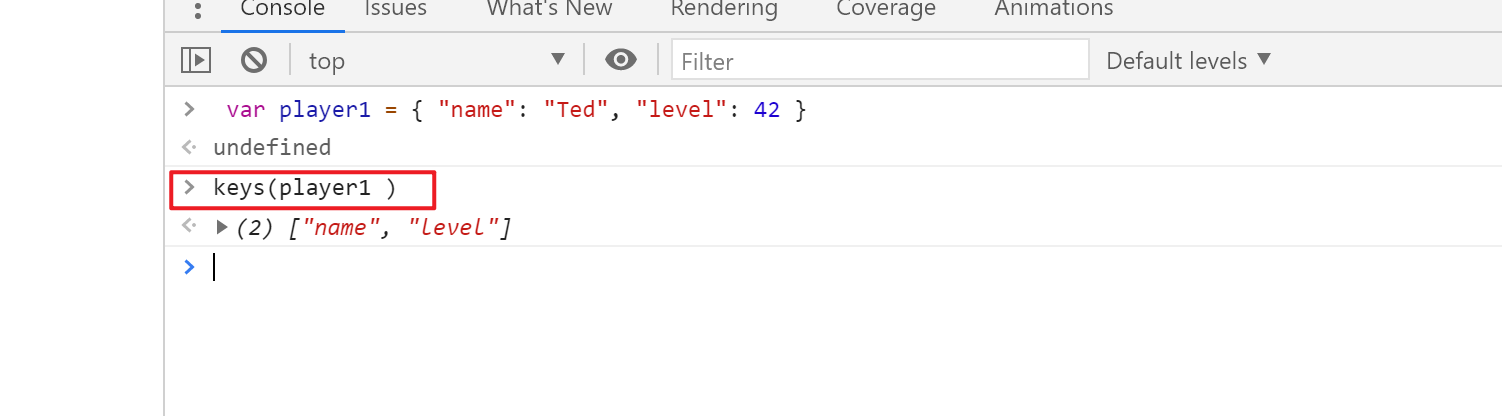 Console Issues What's New Rendering Coverage Animations
top Filter Default levels
> var player1 = { "name": "Ted", "level": 42 }
undefined
> keys(player1 )
(2) ["name", "level"]
>